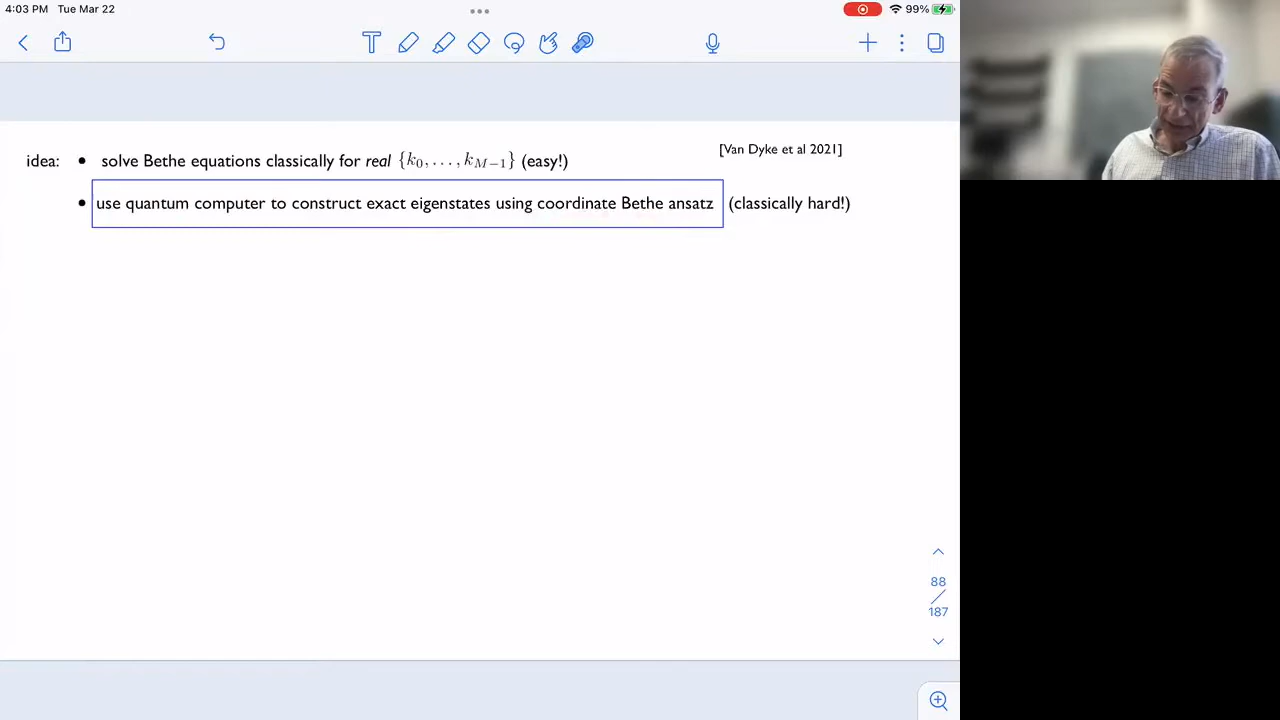 4:03 PM Tue Mar 22
99%
T
idea: • solve Bethe equations classically for real {k₀, . . . , k_{M−1}} (easy!) [Van Dyke et al 2021]
• use quantum computer to construct exact eigenstates using coordinate Bethe ansatz (classically hard!)
88
/
187